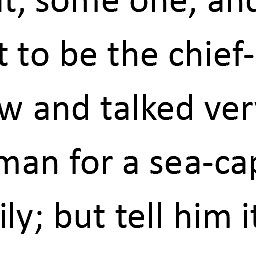 t, some one, and
t to be the chief-
w and talked ver
man for a sea-cap
ily; but tell him it